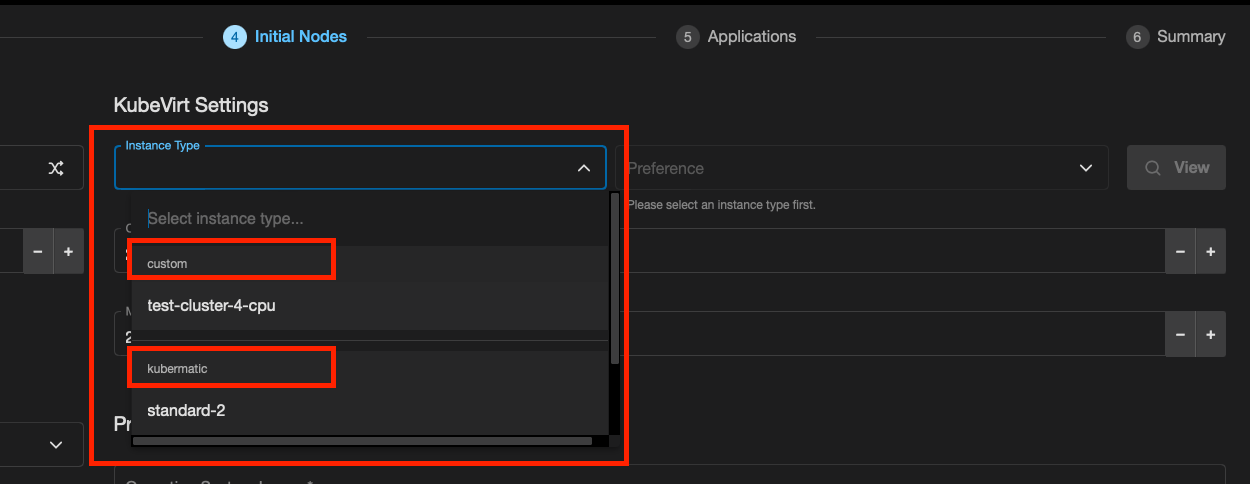 4 Initial Nodes
5 Applications
6 Summary
KubeVirt Settings
Instance Type
Preference
View
Please select an instance type first.
Select instance type...
custom
test-cluster-4-cpu
2
kubermatic
standard-2
Pr